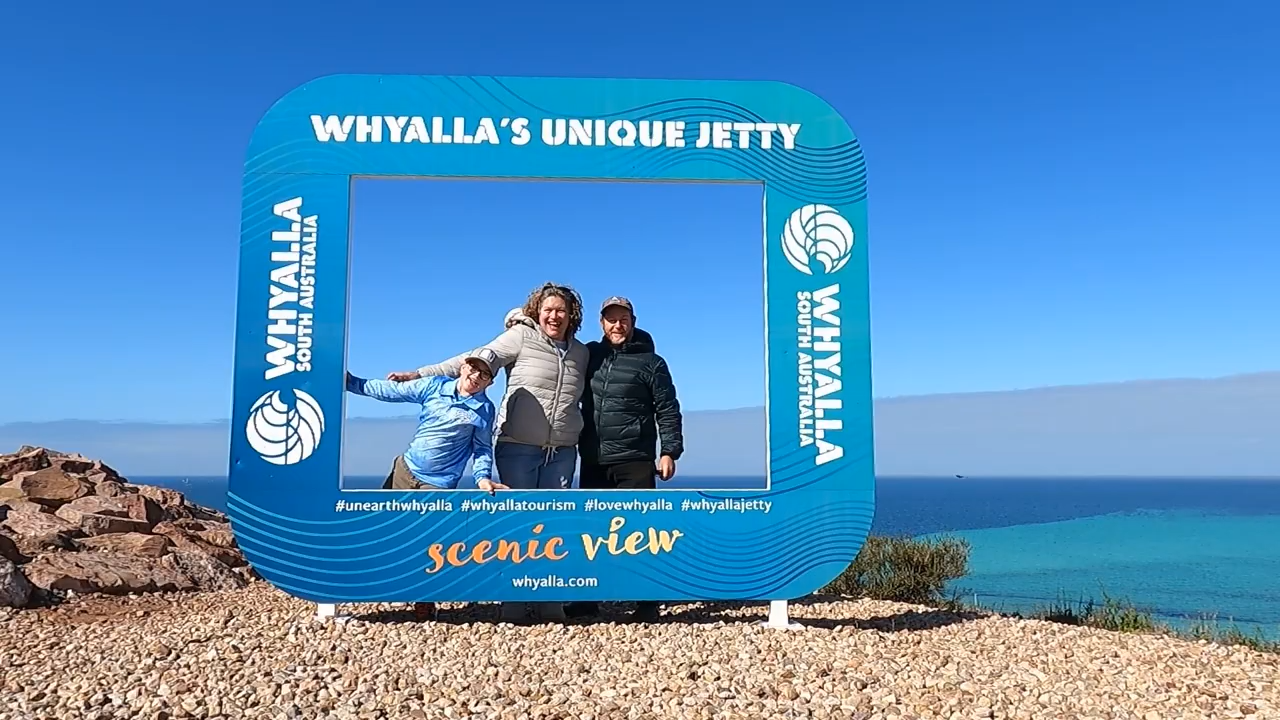 WHYALLA'S UNIQUE JETTY
WHYALLA
SOUTH AUSTRALIA
WHYALLA
SOUTH AUSTRALIA
#unearthwhyalla #whyallatourism #lovewhyalla #whyallajetty
scenic view
whyalla.com